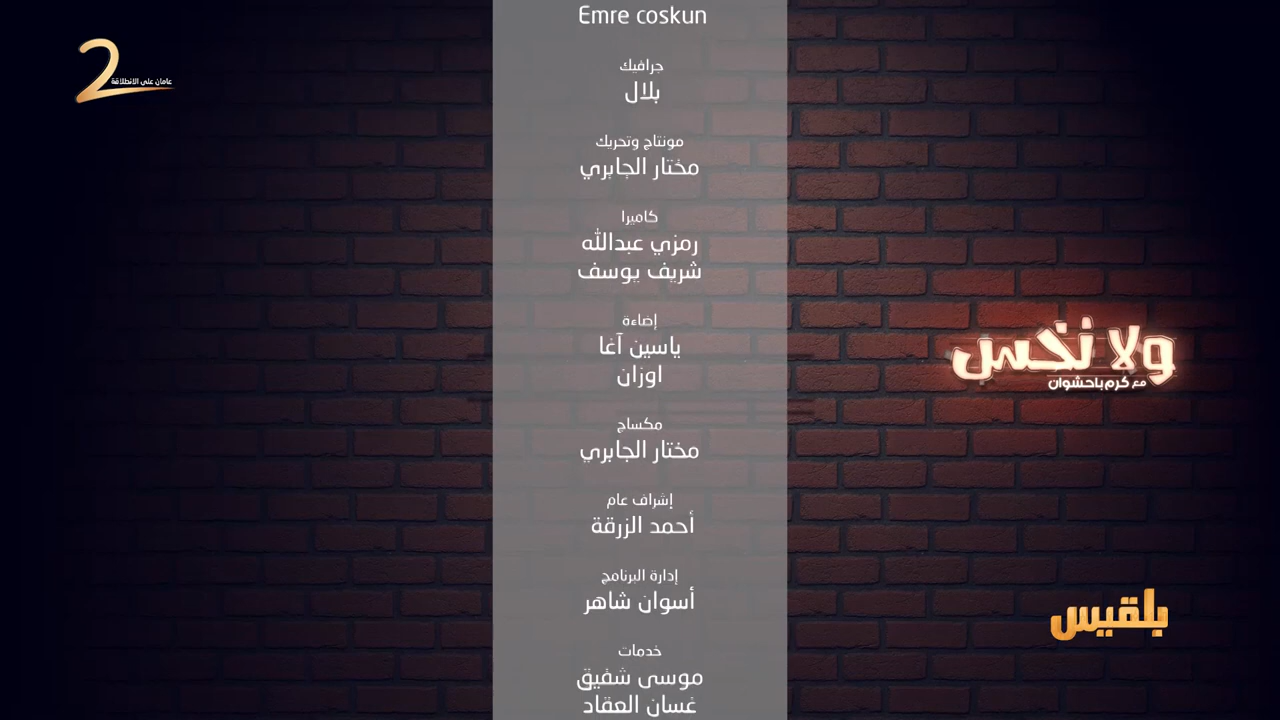 Emre coskun
2
عامان على الانطلاقة
جرافيك
بلال
مونتاج وتحريك
مختار الجابري
كاميرا
رمزي عبدالله
شريف يوسف
إضاءة
ياسين آغا
اوزان
مكساج
مختار الجابري
إشراف عام
أحمد الزرقة
إدارة البرنامج
أسوان شاهر
خدمات
موسى شفيق
غسان العقاد
ولا نخس
مع كرم باحشوان
بلقيس